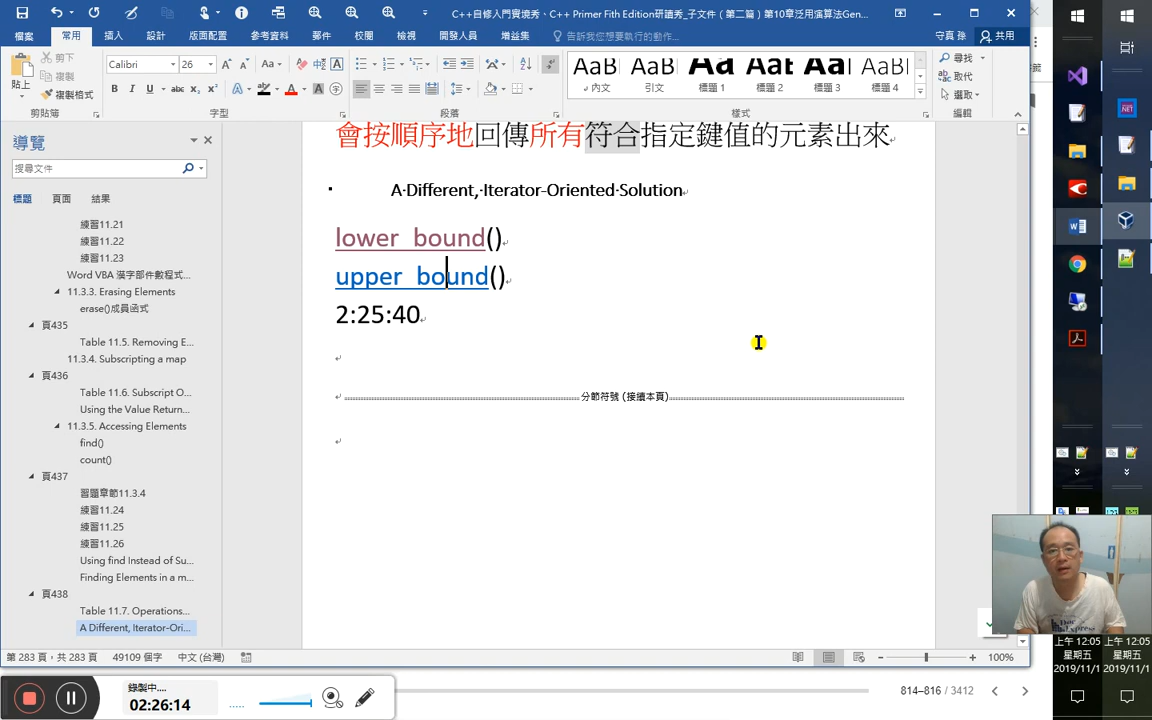 C++自修入門實境秀、C++ Primer Fith Edition研讀秀_子文件（第二篇）第10章泛用演算法Gen...
檔案
常用
插入
設計
版面配置
參考資料
郵件
校閱
檢視
開發人員
增益集
告訴我您想要執行的動作...
守真 孫
共用
貼上
剪下
複製
複製格式
剪貼簿
Calibri
26
字型
段落
AaB AaB Aa AaB AaI AaBl
內文
引文
標題 1
標題 2
標題 3
標題 4
樣式
尋找
取代
選取
編輯
導覽
搜尋文件
標題
頁面
結果
練習11.21
練習11.22
練習11.23
Word VBA 漢字部件數程式...
11.3.3. Erasing Elements
erase()成員函式
頁435
Table 11.5. Removing E...
11.3.4. Subscripting a map
頁436
Table 11.6. Subscript O...
Using the Value Return...
11.3.5. Accessing Elements
find()
count()
頁437
習題章節11.3.4
練習11.24
練習11.25
練習11.26
Using find Instead of Su...
Finding Elements in a m...
頁438
Table 11.7. Operations...
A Different, Iterator-Ori...
會按順序地回傳所有符合指定鍵值的元素出來
A Different, Iterator-Oriented Solution
lower_bound()
upper_bound()
2:25:40
分節符號 (接續本頁)
第 283 頁，共 283 頁
49109 個字
中文 (台灣)
100%
錄製中....
02:26:14
814–816 / 3412
上午 12:05
星期五
2019/11/1
上午 12:05
星期五
2019/11/1